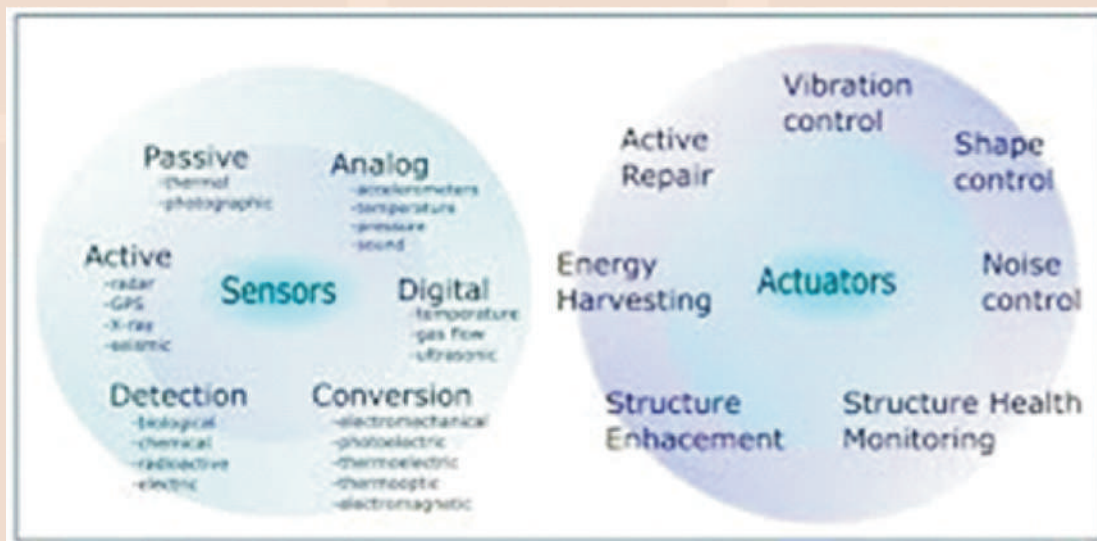 Passive
-thermal
-photographic
Analog
-accelerometers
-temperature
-pressure
-sound
Active
-radar
-GPS
-X-ray
-seismic
Sensors
Digital
-temperature
-gas flow
-ultrasonic
Detection
-biological
-chemical
-radioactive
-electric
Conversion
-electromechanical
-photoelectric
-thermoelectric
-thermooptic
-electromagnetic
Vibration
control
Active
Repair
Shape
control
Energy
Harvesting
Actuators
Noise
control
Structure
Enhacement
Structure Health
Monitoring